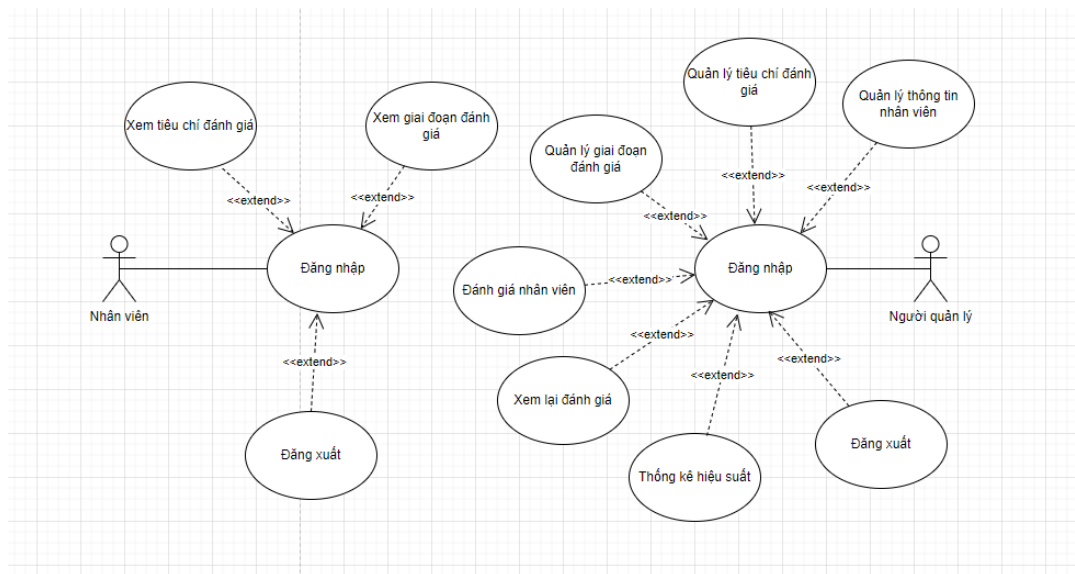 Xem tiêu chí đánh giá
Xem giai đoạn đánh
giá
<<extend>>
<<extend>>
Đăng nhập
Nhân viên
<<extend>>
Đăng xuất
Quản lý tiêu chí đánh
giá
Quản lý thông tin
nhân viên
Quản lý giai đoạn
đánh giá
<<extend>>
<<extend>>
<<extend>>
Đăng nhập
Người quản lý
Đánh giá nhân viên
<<extend>>
<<extend>>
<<extend>>
<<extend>>
Xem lại đánh giá
Thống kê hiệu suất
Đăng xuất